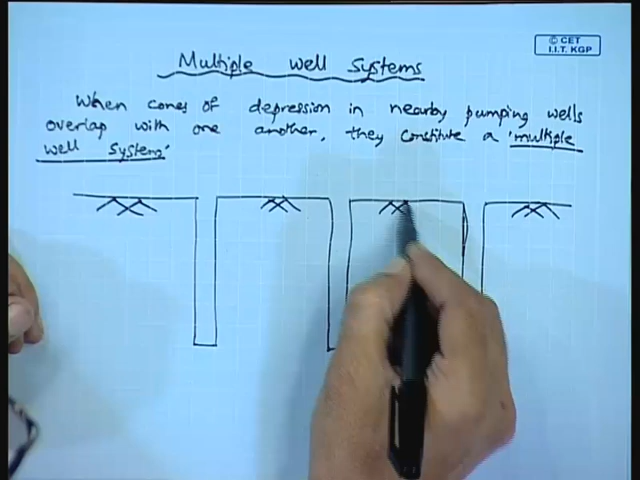 © CET
I.I.T. KGP
Multiple well Systems
When cones of depression in nearby pumping wells
overlap with one another, they constitute a 'multiple
well system'